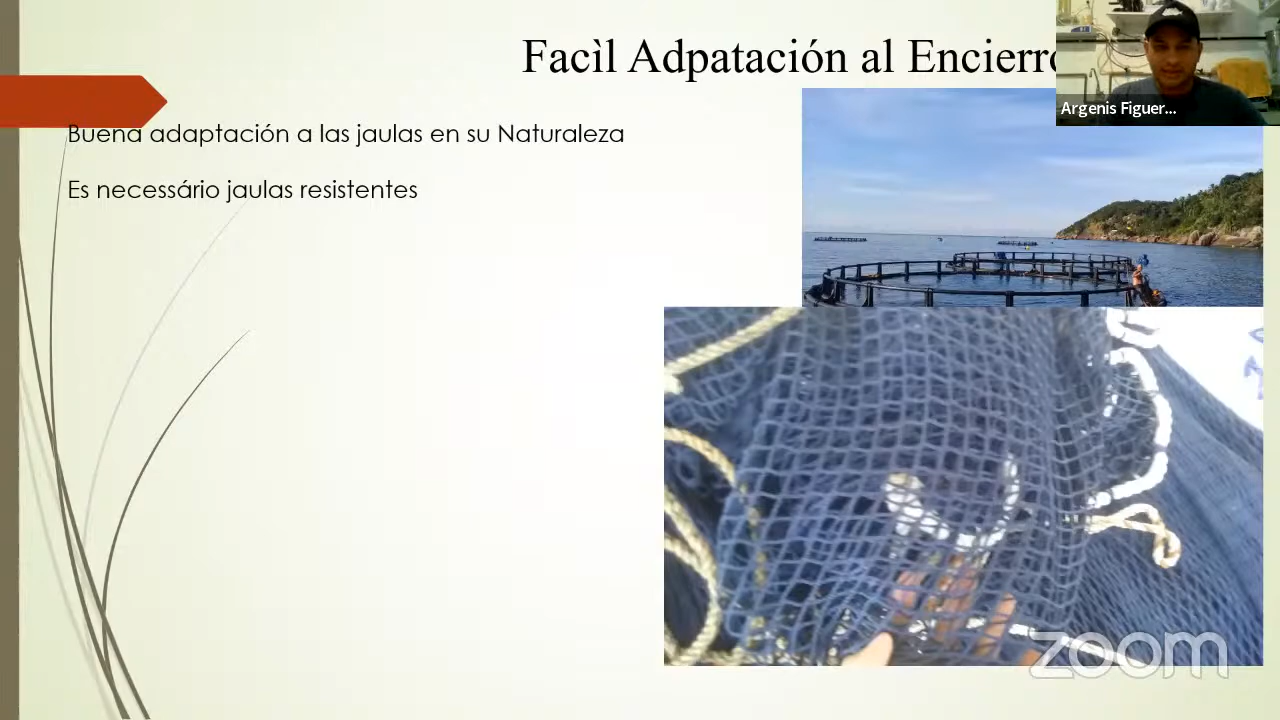 Facìl Adpatación al Encierro
Argenis Figuer...
Buena adaptación a las jaulas en su Naturaleza
Es necessário jaulas resistentes
zoom